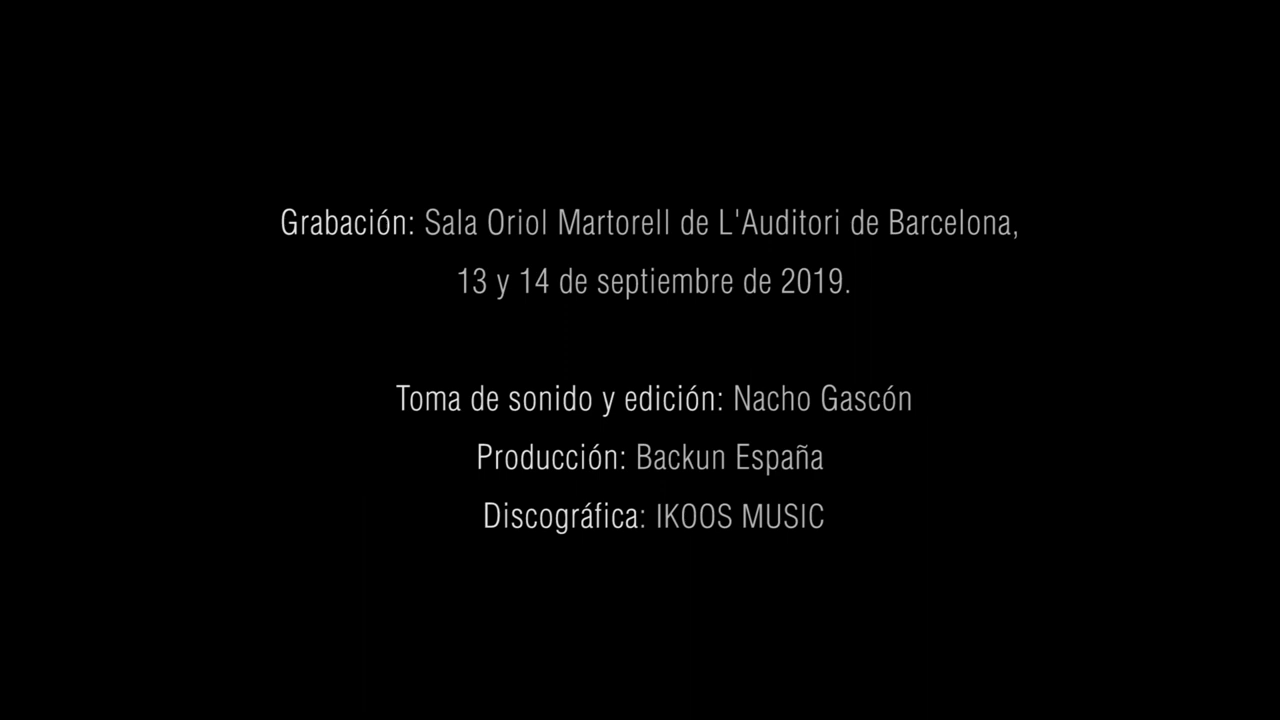 Grabación: Sala Oriol Martorell de L'Auditori de Barcelona,
13 y 14 de septiembre de 2019.
Toma de sonido y edición: Nacho Gascón
Producción: Backun España
Discográfica: IKOOS MUSIC